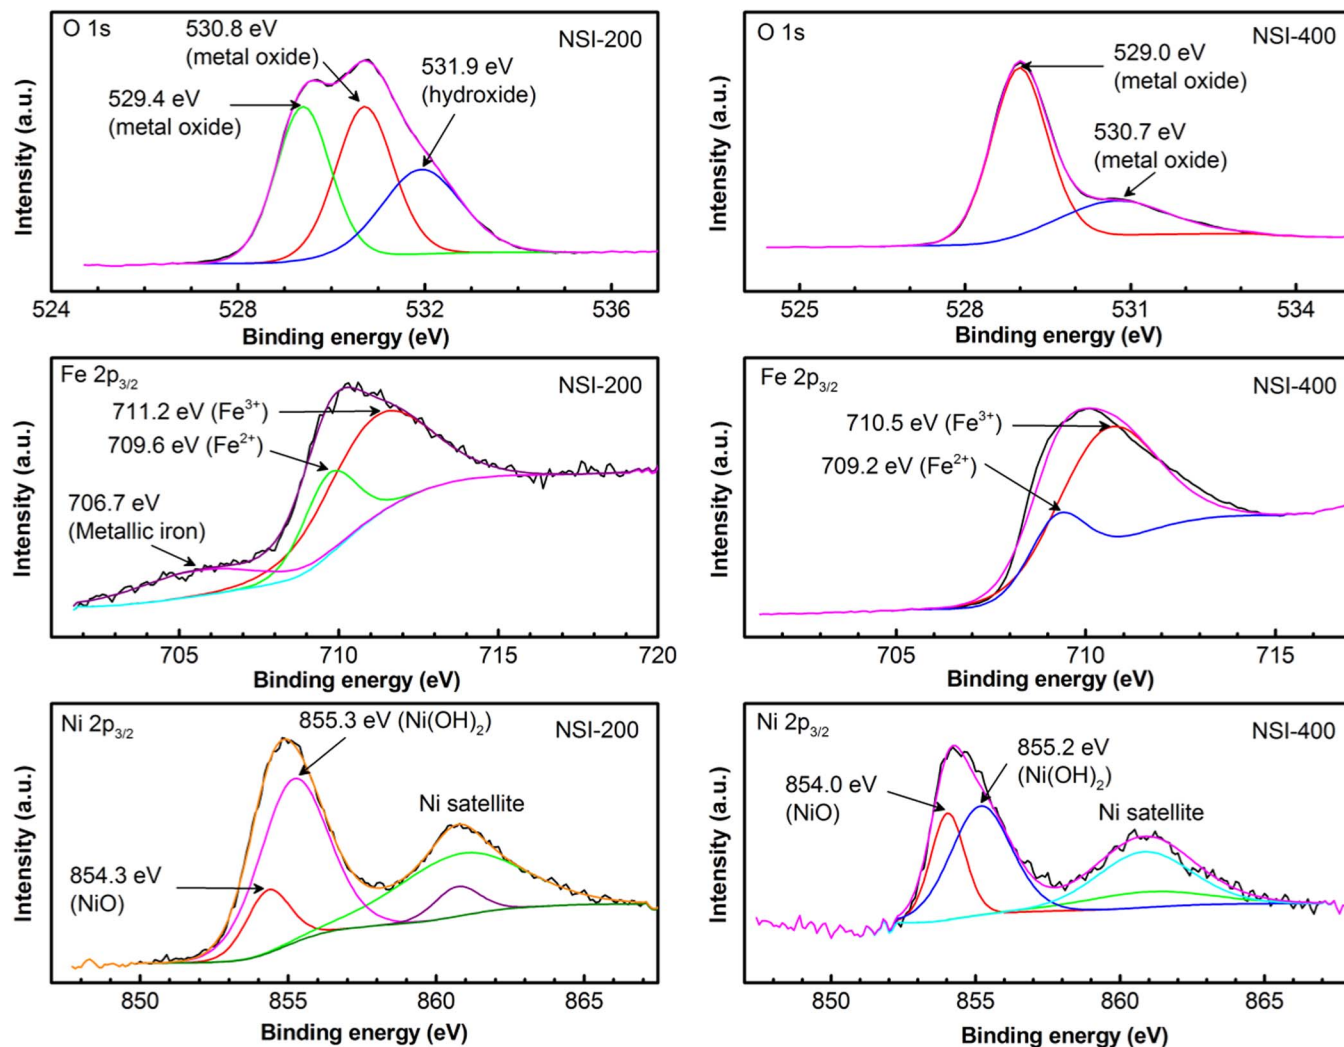 O 1s
NSI-200
530.8 eV
(metal oxide)
531.9 eV
(hydroxide)
529.4 eV
(metal oxide)
Intensity (a.u.)
524 528 532 536
Binding energy (eV)
O 1s
NSI-400
529.0 eV
(metal oxide)
530.7 eV
(metal oxide)
Intensity (a.u.)
525 528 531 534
Binding energy (eV)
Fe 2p3/2
NSI-200
711.2 eV (Fe3+)
709.6 eV (Fe2+)
706.7 eV
(Metallic iron)
Intensity (a.u.)
705 710 715 720
Binding energy (eV)
Fe 2p3/2
NSI-400
710.5 eV (Fe3+)
709.2 eV (Fe2+)
Intensity (a.u.)
705 710 715
Binding energy (eV)
Ni 2p3/2
855.3 eV (Ni(OH)2)
NSI-200
Ni satellite
854.3 eV
(NiO)
Intensity (a.u.)
850 855 860 865
Binding energy (eV)
Ni 2p3/2
NSI-400
855.2 eV
(Ni(OH)2)
854.0 eV
(NiO)
Ni satellite
Intensity (a.u.)
850 855 860 865
Binding energy (eV)